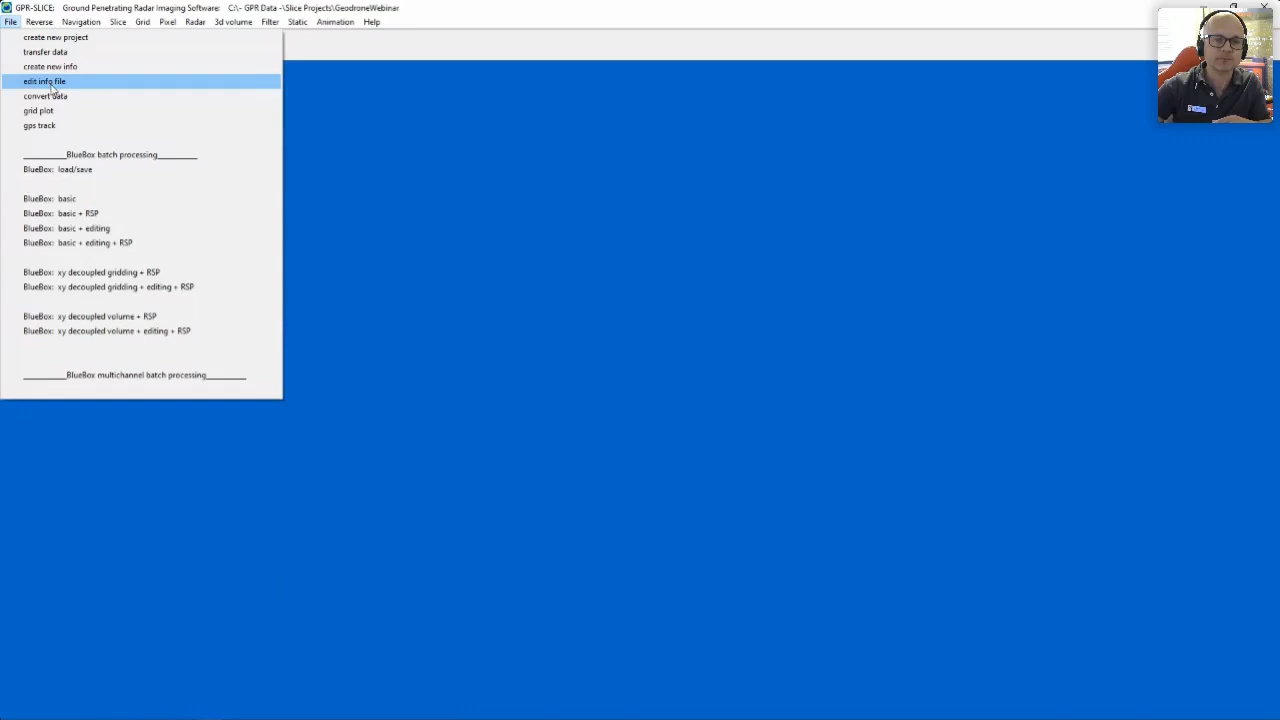 GPR-SLICE: Ground Penetrating Radar Imaging Software: C:\- GPR Data -\Slice Projects\GeodroneWebinar
File Reverse Navigation Slice Grid Pixel Radar 3d volume Filter Static Animation Help
create new project
transfer data
create new info
edit info file
convert data
grid plot
gps track
__________BlueBox batch processing__________
BlueBox: load/save
BlueBox: basic
BlueBox: basic + RSP
BlueBox: basic + editing
BlueBox: basic + editing + RSP
BlueBox: xy decoupled gridding + RSP
BlueBox: xy decoupled gridding + editing + RSP
BlueBox: xy decoupled volume + RSP
BlueBox: xy decoupled volume + editing + RSP
__________BlueBox multichannel batch processing__________